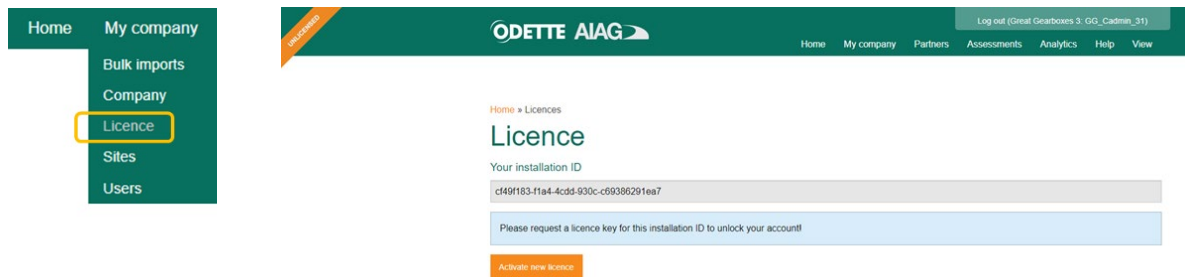 Home My company
Bulk imports
Company
Licence
Sites
Users
UNLICENSED
ODETTE AIAG
Log out (Great Gearboxes 3: GG_Cadmin_31)
Home My company Partners Assessments Analytics Help View
Home » Licences
Licence
Your installation ID
cf49f183-f1a4-4cdd-930c-c69386291ea7
Please request a licence key for this installation ID to unlock your account!
Activate new licence